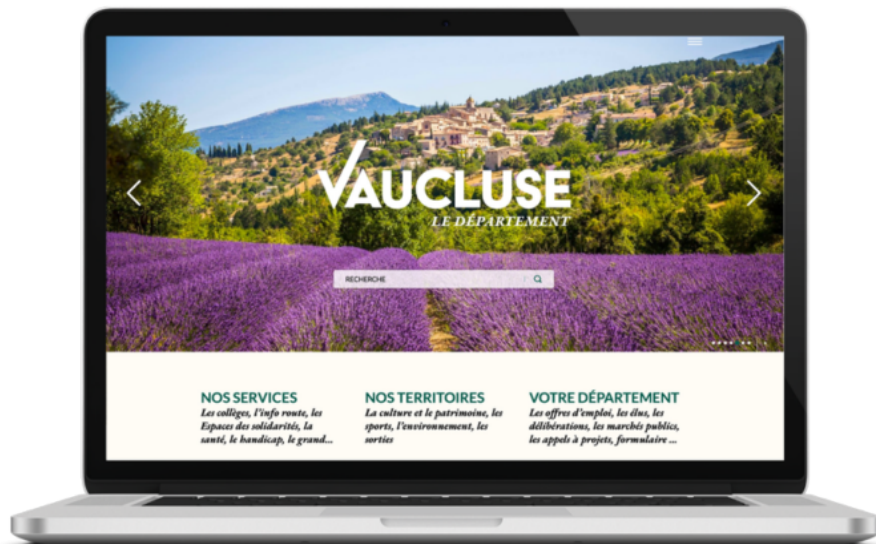 VAUCLUSE
LE DÉPARTEMENT
RECHERCHE
NOS SERVICES
Les collèges, l'info route, les
Espaces des solidarités, la
santé, le handicap, le grand...
NOS TERRITOIRES
La culture et le patrimoine, les
sports, l'environnement, les
sorties
VOTRE DÉPARTEMENT
Les offres d'emploi, les élus, les
délibérations, les marchés publics,
les appels à projets, formulaire ...